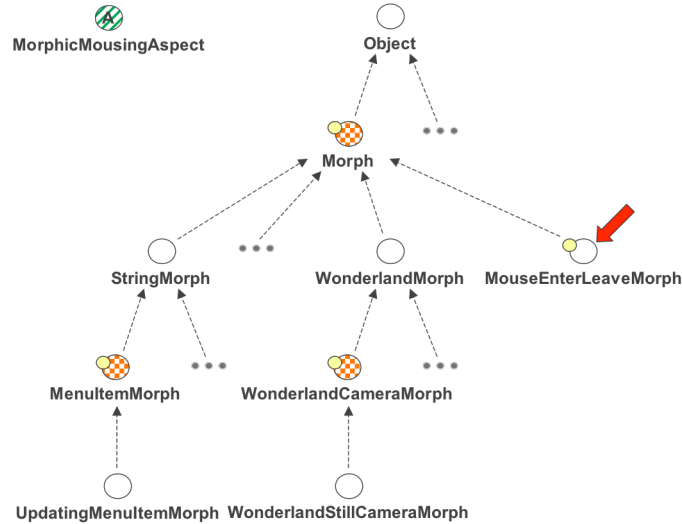 A
MorphicMousingAspect
Object
Morph
StringMorph
WonderlandMorph
MouseEnterLeaveMorph
MenuItemMorph
WonderlandCameraMorph
UpdatingMenuItemMorph
WonderlandStillCameraMorph